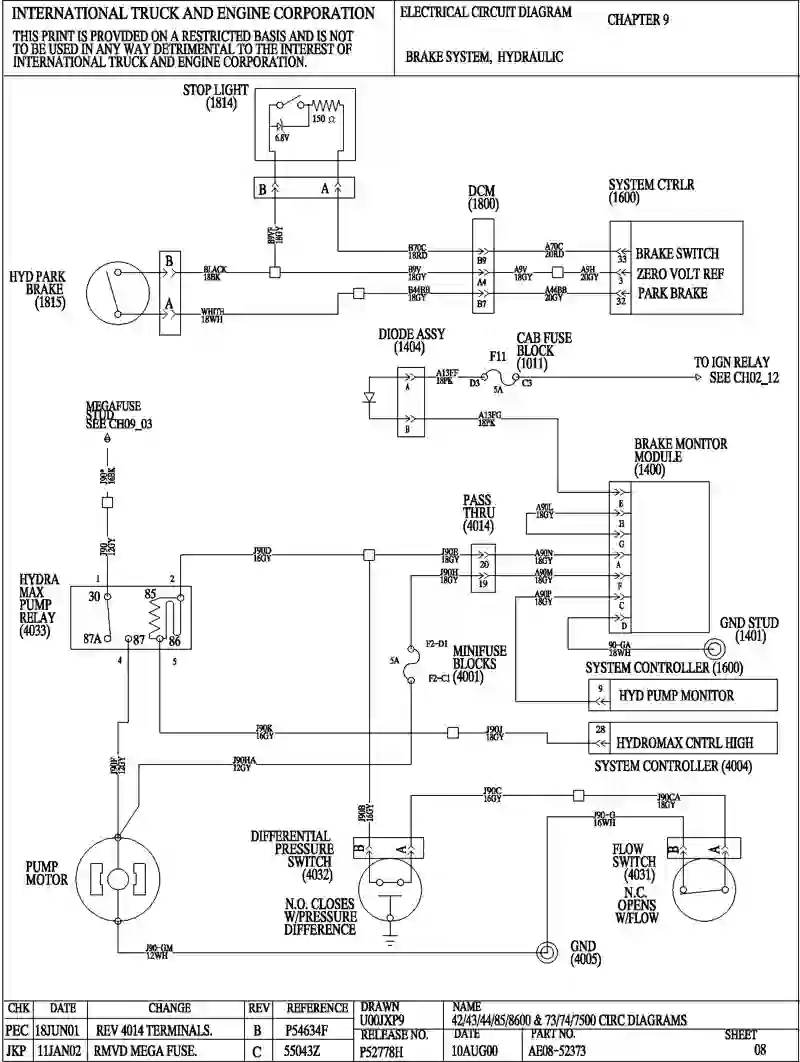 INTERNATIONAL TRUCK AND ENGINE CORPORATION
THIS PRINT IS PROVIDED ON A RESTRICTED BASIS AND IS NOT
TO BE USED IN ANY WAY DETRIMENTAL TO THE INTEREST OF
INTERNATIONAL TRUCK AND ENGINE CORPORATION.
ELECTRICAL CIRCUIT DIAGRAM
CHAPTER 9
BRAKE SYSTEM, HYDRAULIC
STOP LIGHT
(1814)
150 Ω
6.8V
B
A
B9VF
18GY
DCM
(1800)
SYSTEM CTRLR
(1600)
B70C
18RD
B9
A70C
20RD
33
BRAKE SWITCH
B
BLACK
18BK
B9V
18GY
A4
A9V
18GY
A9H
20GY
3
ZERO VOLT REF
HYD PARK
BRAKE
(1815)
B44BB
18GY
B7
A44BB
20GY
32
PARK BRAKE
A
WHITH
18WH
DIODE ASSY
(1404)
CAB FUSE
BLOCK
(1011)
F11
A
A13FF
18PK
D3
5A
C3
TO IGN RELAY
SEE CH02_12
B
A13FG
18PK
MEGAFUSE
STUD
SEE CH09_03
J90P
16BK
J90
12GY
BRAKE MONITOR
MODULE
(1400)
PASS
THRU
(4014)
E
A90L
18GY
H
G
J90D
16GY
J90R
18GY
20
A90N
18GY
A
J90H
18GY
19
A90M
18GY
F
A90P
18GY
C
D
HYDRA
MAX
PUMP
RELAY
(4033)
1
2
30
85
87A
87
86
4
5
90-GA
18WH
GND STUD
(1401)
5A
F2-D1
F2-C1
MINIFUSE
BLOCKS
(4001)
SYSTEM CONTROLLER (1600)
9
HYD PUMP MONITOR
J90K
16GY
J90J
18GY
28
HYDROMAX CNTRL HIGH
SYSTEM CONTROLLER (4004)
J90F
12GY
J90HA
12GY
J90B
16GY
J90C
16GY
J90CA
18GY
J90-G
16WH
DIFFERENTIAL
PRESSURE
SWITCH
(4032)
B
A
N.O. CLOSES
W/PRESSURE
DIFFERENCE
FLOW
SWITCH
(4031)
B
A
N.C.
OPENS
W/FLOW
PUMP
MOTOR
J90-GM
12WH
GND
(4005)
CHK DATE CHANGE REV REFERENCE
PEC 18JUN01 REV 4014 TERMINALS. B P54634F
JKP 11JAN02 RMVD MEGA FUSE. C 55043Z
DRAWN
U00JXP9
RELEASE NO.
P52778H
NAME
42/43/44/85/8600 & 73/74/7500 CIRC DIAGRAMS
DATE
10AUG00
PART NO.
AE08-52373
SHEET
08